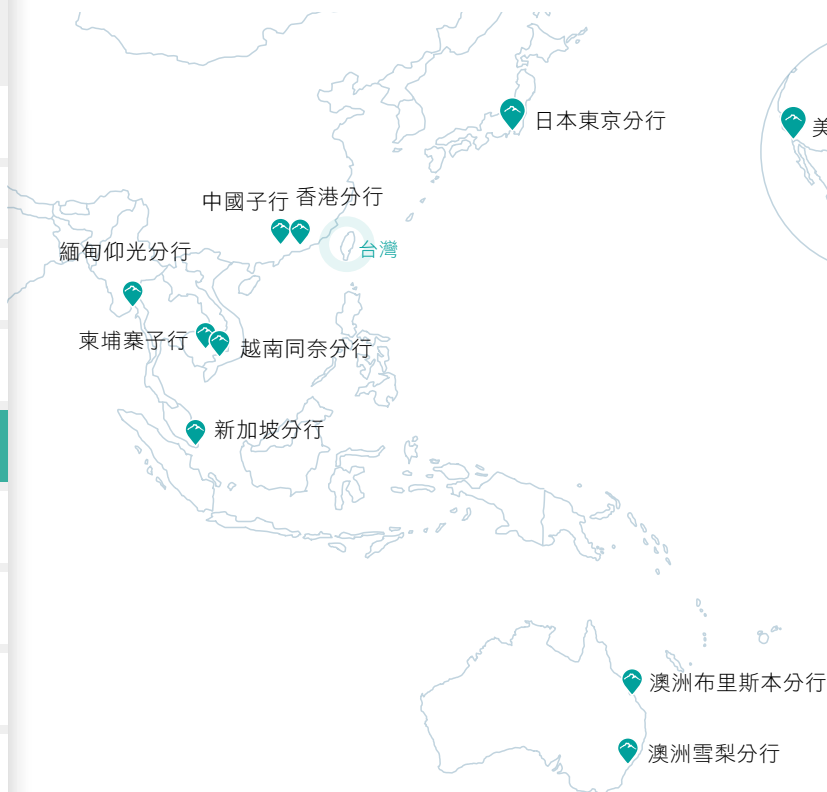 日本東京分行
美
中國子行
香港分行
台灣
緬甸仰光分行
柬埔寨子行
越南同奈分行
新加坡分行
澳洲布里斯本分行
澳洲雪梨分行